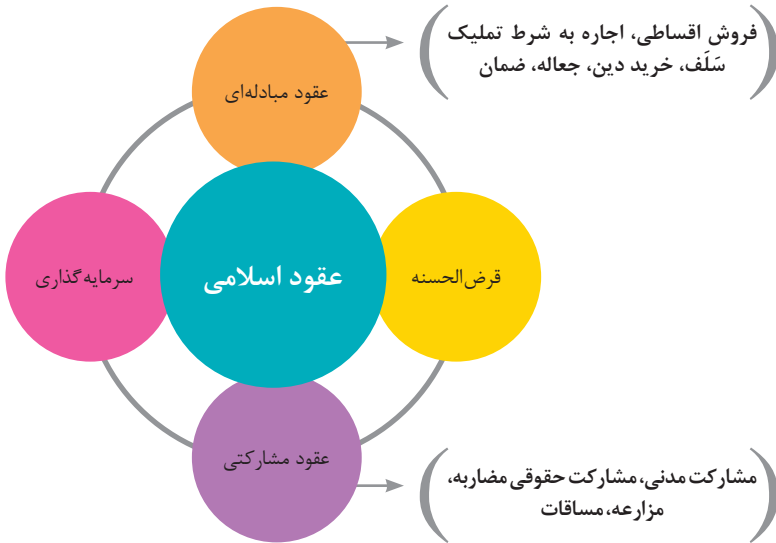 فروش اقساطی، اجاره به شرط تملیک
سَلَف، خرید دین، جعاله، ضمان
عقود مبادله‌ای
قرض‌الحسنه
عقود اسلامی
سرمایه‌گذاری
عقود مشارکتی
مشارکت مدنی، مشارکت حقوقی مضاربه،
مزارعه، مساقات